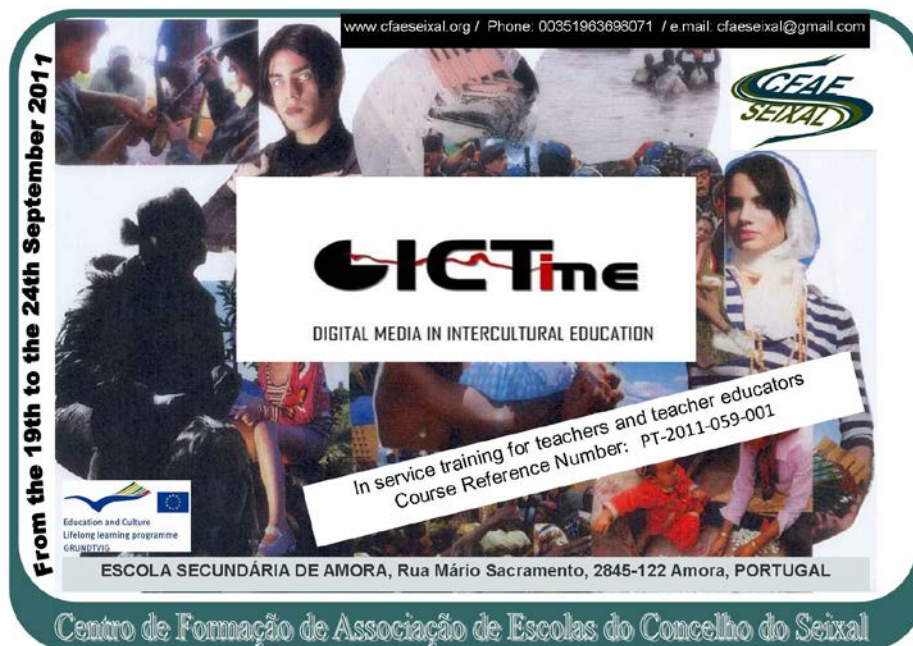 www.cfaeseixal.org / Phone: 00351963698071 / e.mail: cfaeseixal@gmail.com
CFAE
SEIXAL
From the 19th to the 24th September 2011
ICTime
DIGITAL MEDIA IN INTERCULTURAL EDUCATION
In service training for teachers and teacher educators
Course Reference Number: PT-2011-059-001
Education and Culture
Lifelong learning programme
GRUNDTVIG
ESCOLA SECUNDÁRIA DE AMORA, Rua Mário Sacramento, 2845-122 Amora, PORTUGAL
Centro de Formação de Associação de Escolas do Concelho do Seixal